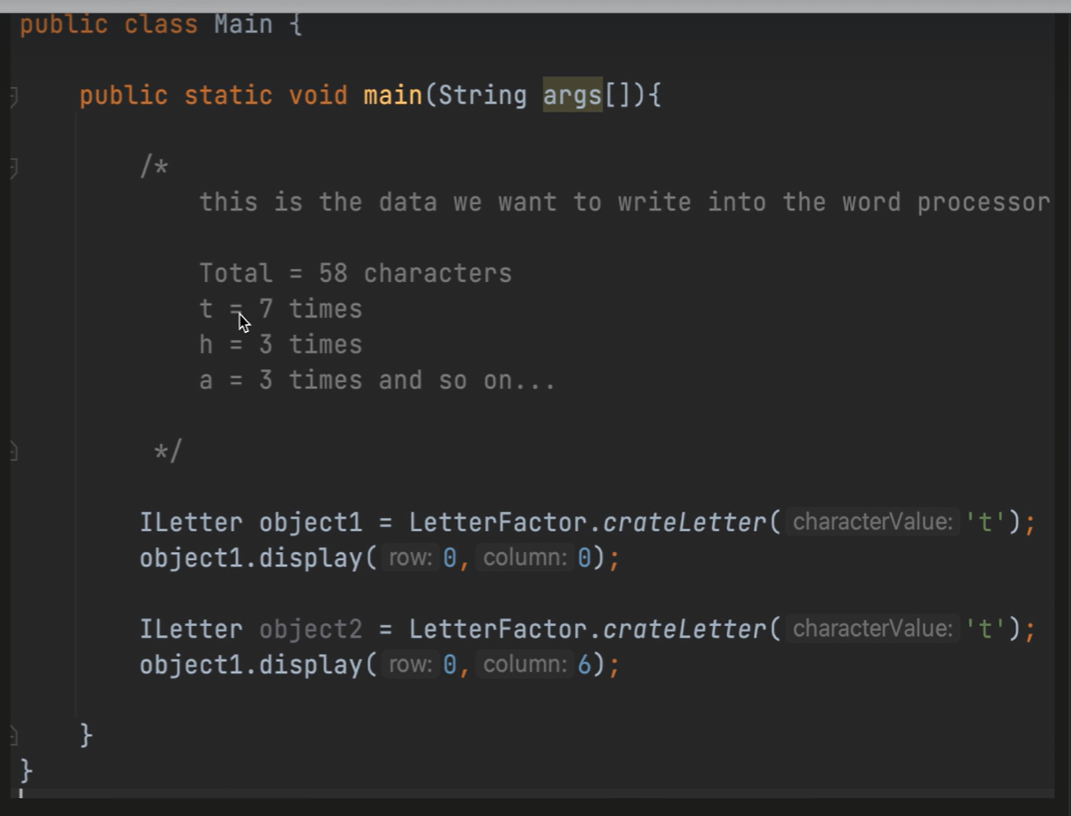 public class Main {
public static void main(String args[]){
/*
this is the data we want to write into the word processor
Total = 58 characters
t = 7 times
h = 3 times
a = 3 times and so on...
*/
ILetter object1 = LetterFactor.crateLetter( characterValue: 't');
object1.display( row: 0, column: 0);
ILetter object2 = LetterFactor.crateLetter( characterValue: 't');
object1.display( row: 0, column: 6);
}
}